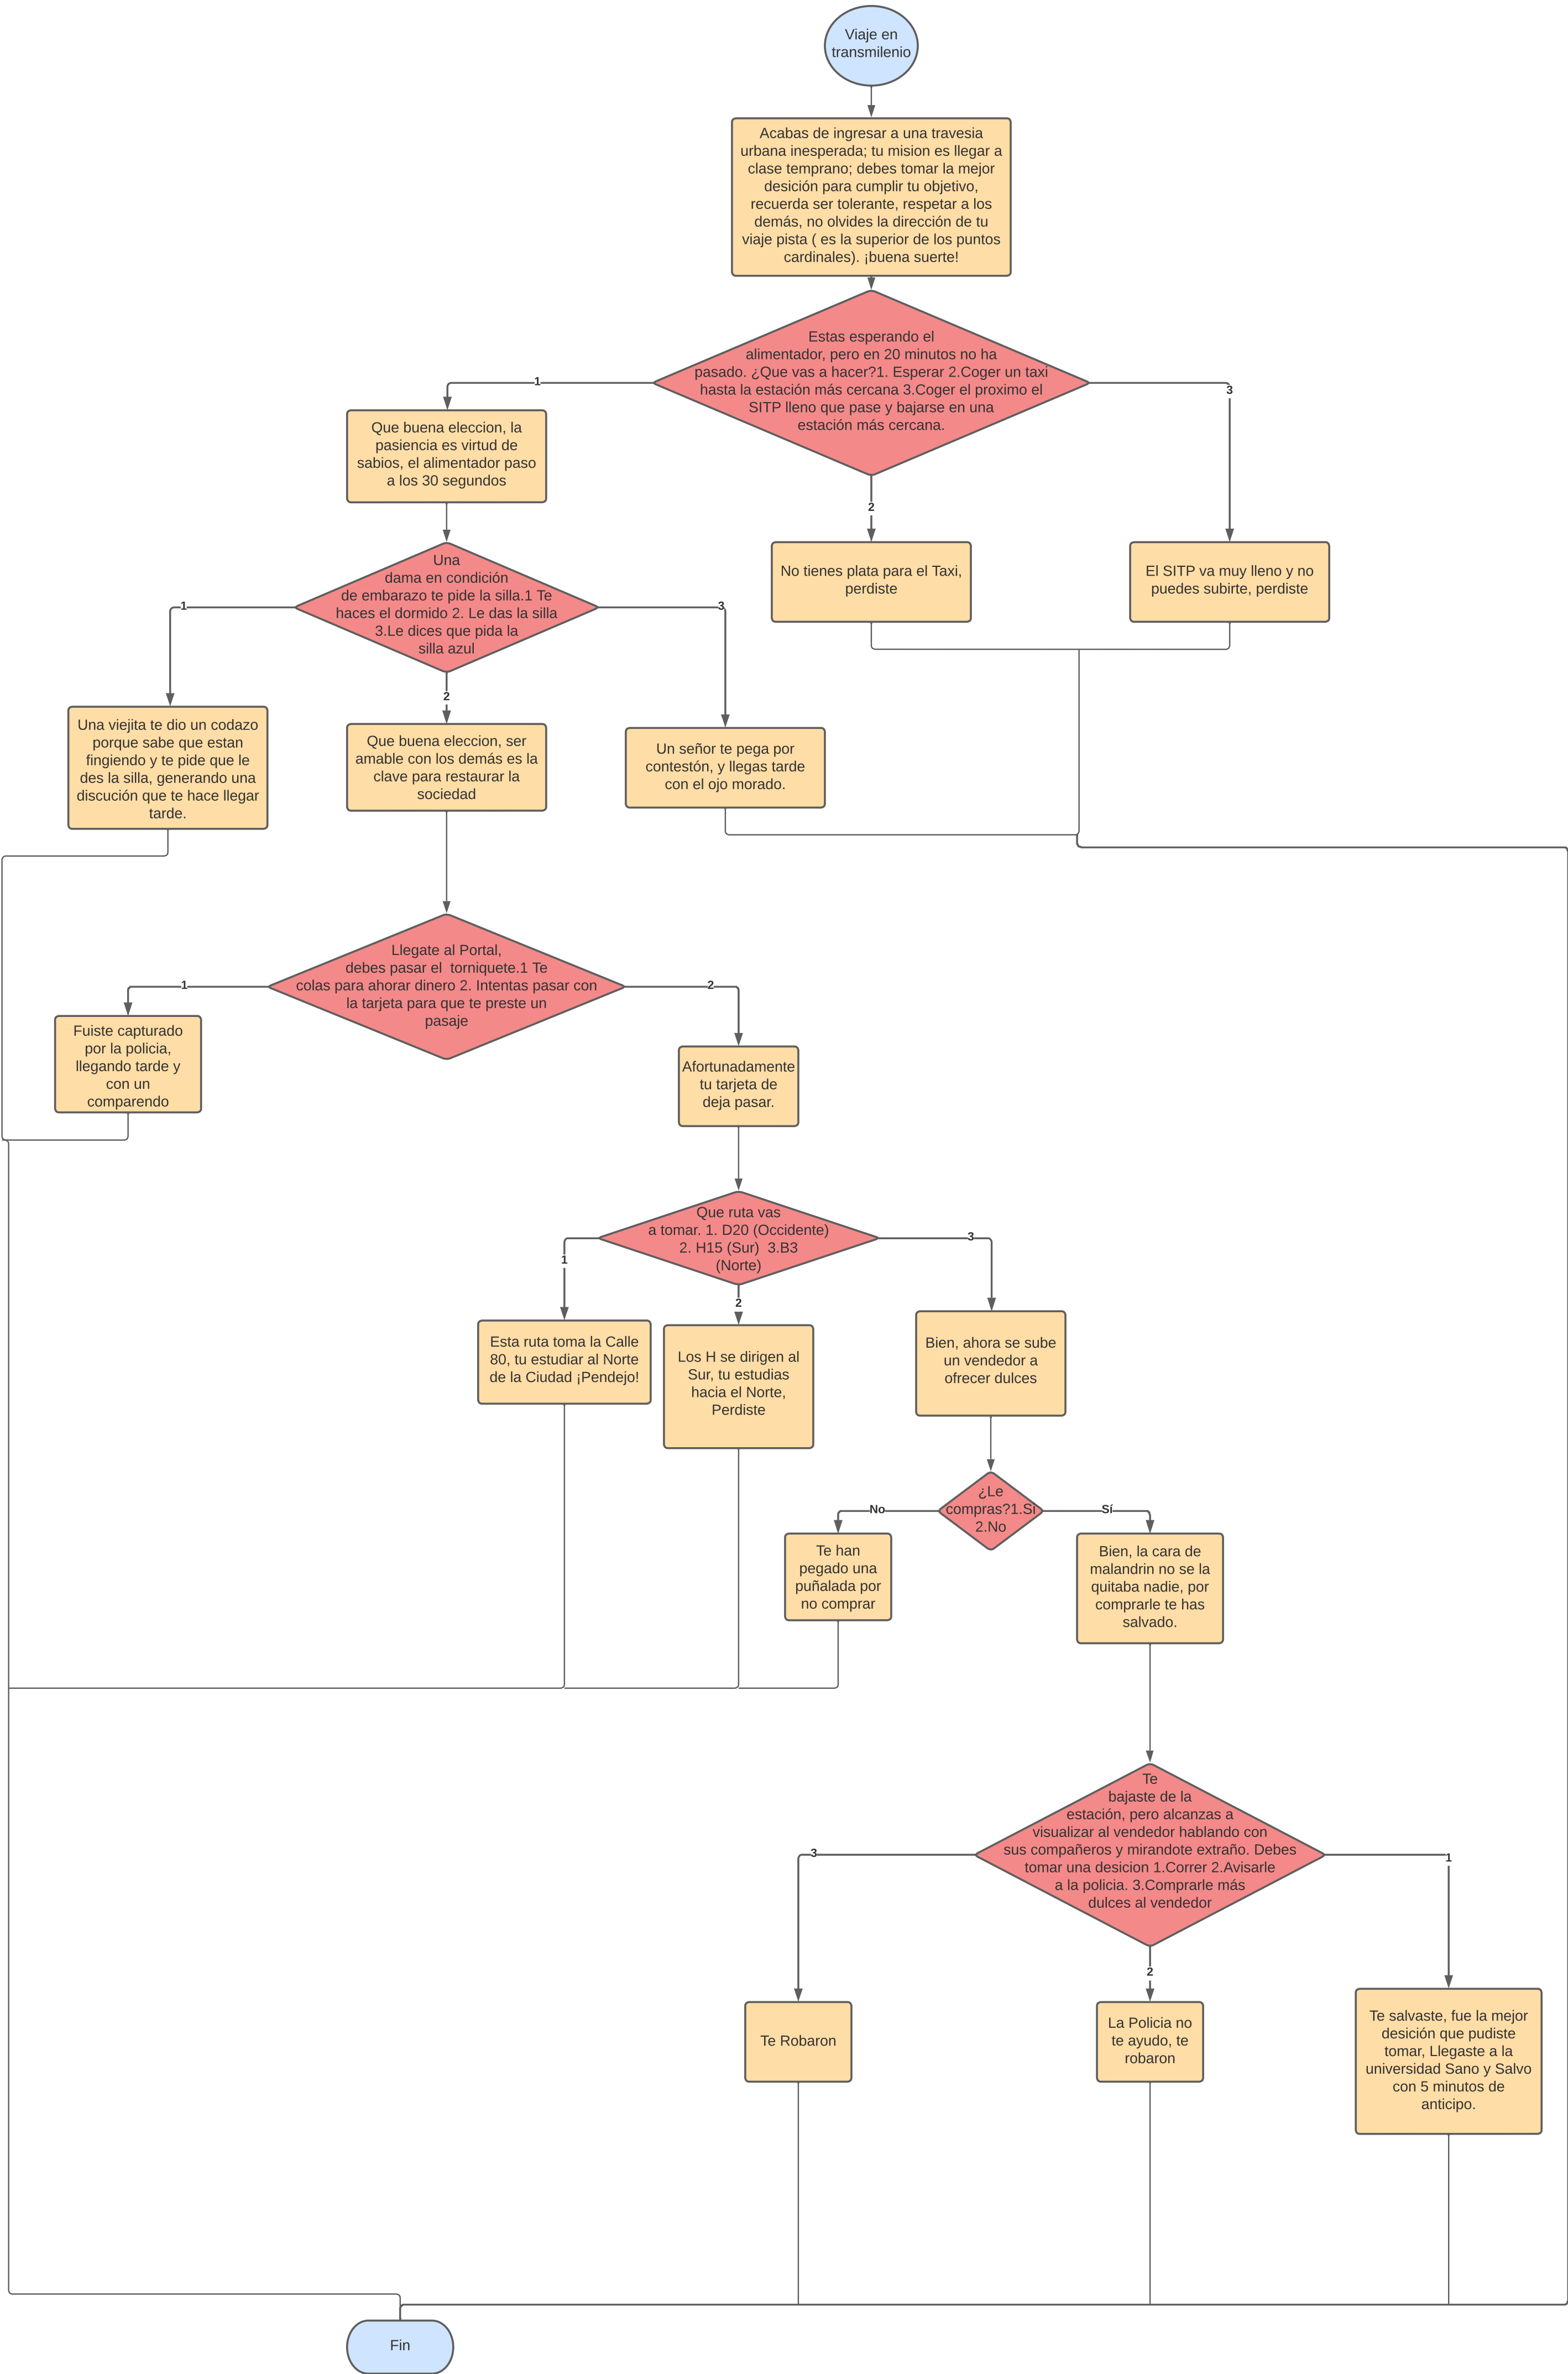 Viaje en
transmilenio
Acabas de ingresar a una travesia
urbana inesperada; tu mision es llegar a
clase temprano; debes tomar la mejor
desición para cumplir tu objetivo,
recuerda ser tolerante, respetar a los
demás, no olvides la dirección de tu
viaje pista ( es la superior de los puntos
cardinales). ¡buena suerte!
Estas esperando el
alimentador, pero en 20 minutos no ha
pasado. ¿Que vas a hacer?1. Esperar 2.Coger un taxi
hasta la estación más cercana 3.Coger el proximo el
SITP lleno que pase y bajarse en una
estación más cercana.
1
3
2
Que buena eleccion, la
pasiencia es virtud de
sabios, el alimentador paso
a los 30 segundos
No tienes plata para el Taxi,
perdiste
El SITP va muy lleno y no
puedes subirte, perdiste
Una
dama en condición
de embarazo te pide la silla.1 Te
haces el dormido 2. Le das la silla
3.Le dices que pida la
silla azul
1
3
2
Una viejita te dio un codazo
porque sabe que estan
fingiendo y te pide que le
des la silla, generando una
discución que te hace llegar
tarde.
Que buena eleccion, ser
amable con los demás es la
clave para restaurar la
sociedad
Un señor te pega por
contestón, y llegas tarde
con el ojo morado.
Llegate al Portal,
debes pasar el  torniquete.1 Te
colas para ahorar dinero 2. Intentas pasar con
la tarjeta para que te preste un
pasaje
1
2
Fuiste capturado
por la policia,
llegando tarde y
con un
comparendo
Afortunadamente
tu tarjeta de
deja pasar.
Que ruta vas
a tomar. 1. D20 (Occidente)
2. H15 (Sur)  3.B3
(Norte)
1
2
3
Esta ruta toma la Calle
80, tu estudiar al Norte
de la Ciudad ¡Pendejo!
Los H se dirigen al
Sur, tu estudias
hacia el Norte,
Perdiste
Bien, ahora se sube
un vendedor a
ofrecer dulces
¿Le
compras?1.Si
2.No
No
Sí
Te han
pegado una
puñalada por
no comprar
Bien, la cara de
malandrin no se la
quitaba nadie, por
comprarle te has
salvado.
Te
bajaste de la
estación, pero alcanzas a
visualizar al vendedor hablando con
sus compañeros y mirandote extraño. Debes
tomar una desicion 1.Correr 2.Avisarle
a la policia. 3.Comprarle más
dulces al vendedor
3
1
2
Te Robaron
La Policia no
te ayudo, te
robaron
Te salvaste, fue la mejor
desición que pudiste
tomar, Llegaste a la
universidad Sano y Salvo
con 5 minutos de
anticipo.
Fin